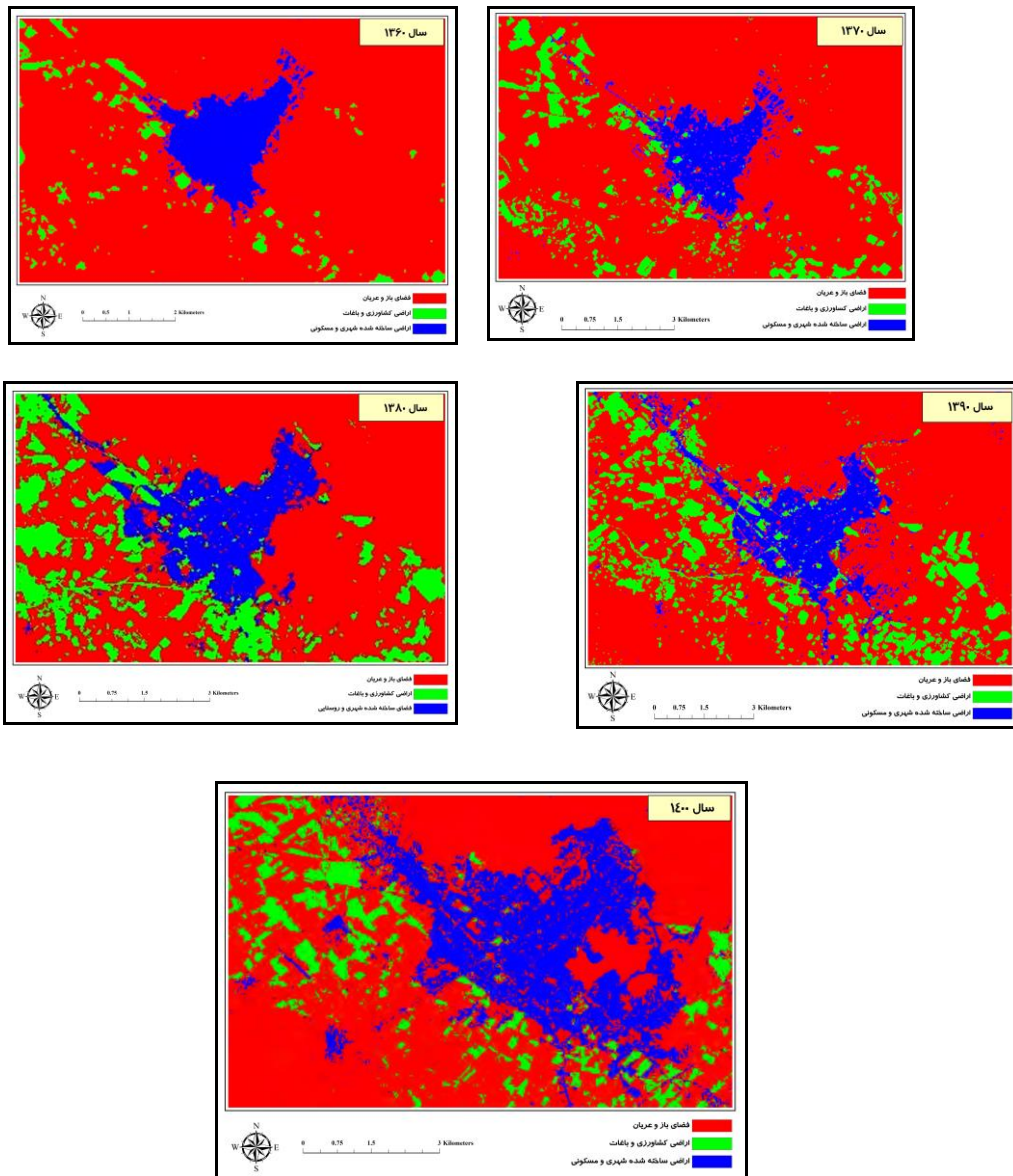 سال ۱۳۶۰
N
W E
S
0 0.5 1 2 Kilometers
فضای باز و عریان
اراضی کشاورزی و باغات
اراضی ساخته شده شهری و مسکونی
سال ۱۳۷۰
N
W E
S
0 0.75 1.5 3 Kilometers
فضای باز و عریان
اراضی کشاورزی و باغات
اراضی ساخته شده شهری و مسکونی
سال ۱۳۸۰
N
W E
S
0 0.75 1.5 3 Kilometers
فضای باز و عریان
اراضی کشاورزی و باغات
فضای ساخته شده شهری و روستایی
سال ۱۳۹۰
N
W E
S
0 0.75 1.5 3 Kilometers
فضای باز و عریان
اراضی کشاورزی و باغات
اراضی ساخته شده شهری و مسکونی
سال ۱٤۰۰
N
W E
S
0 0.75 1.5 3 Kilometers
فضای باز و عریان
اراضی کشاورزی و باغات
اراضی ساخته شده شهری و مسکونی